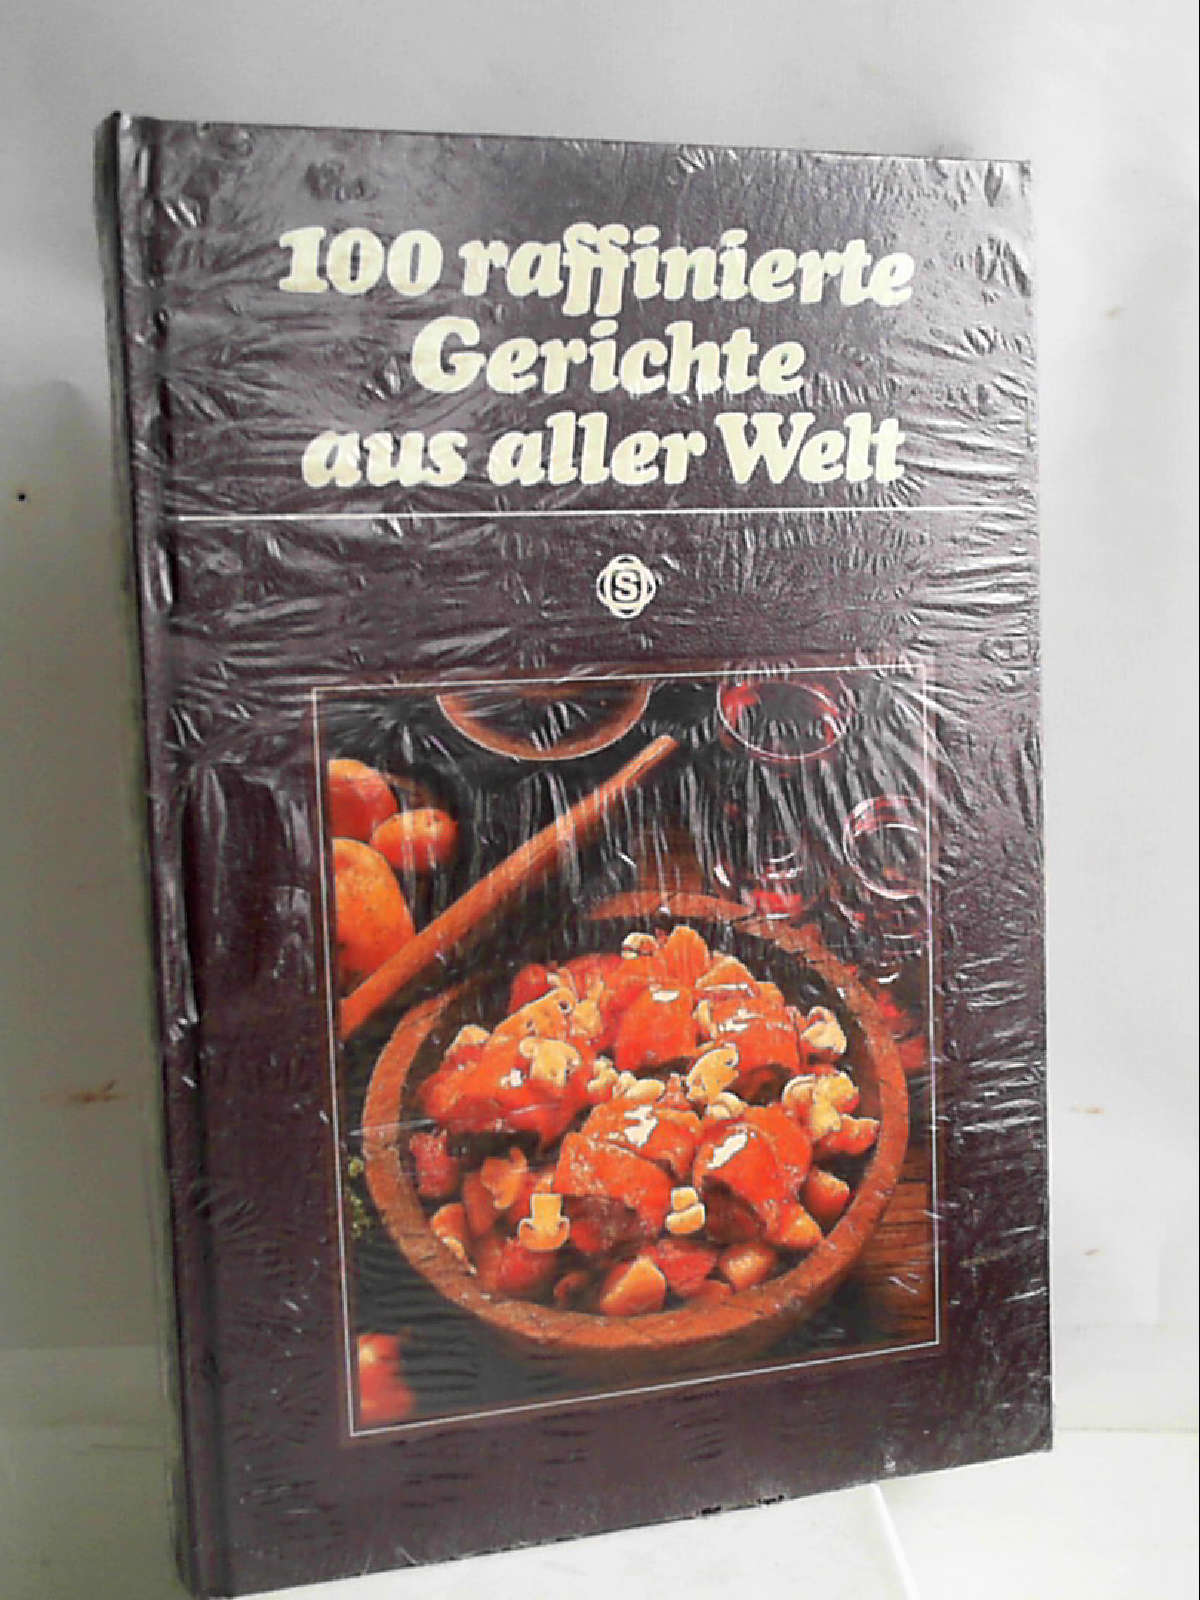 100 raffinierte
Gerichte
aus aller Welt
S